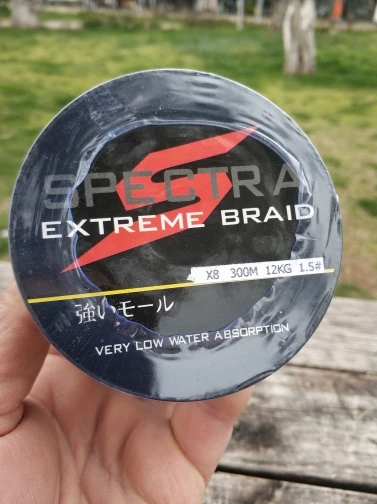 SPECTRA
EXTREME BRAID
X8 300M 12KG 1.5#
強いモール
VERY LOW WATER ABSORPTION